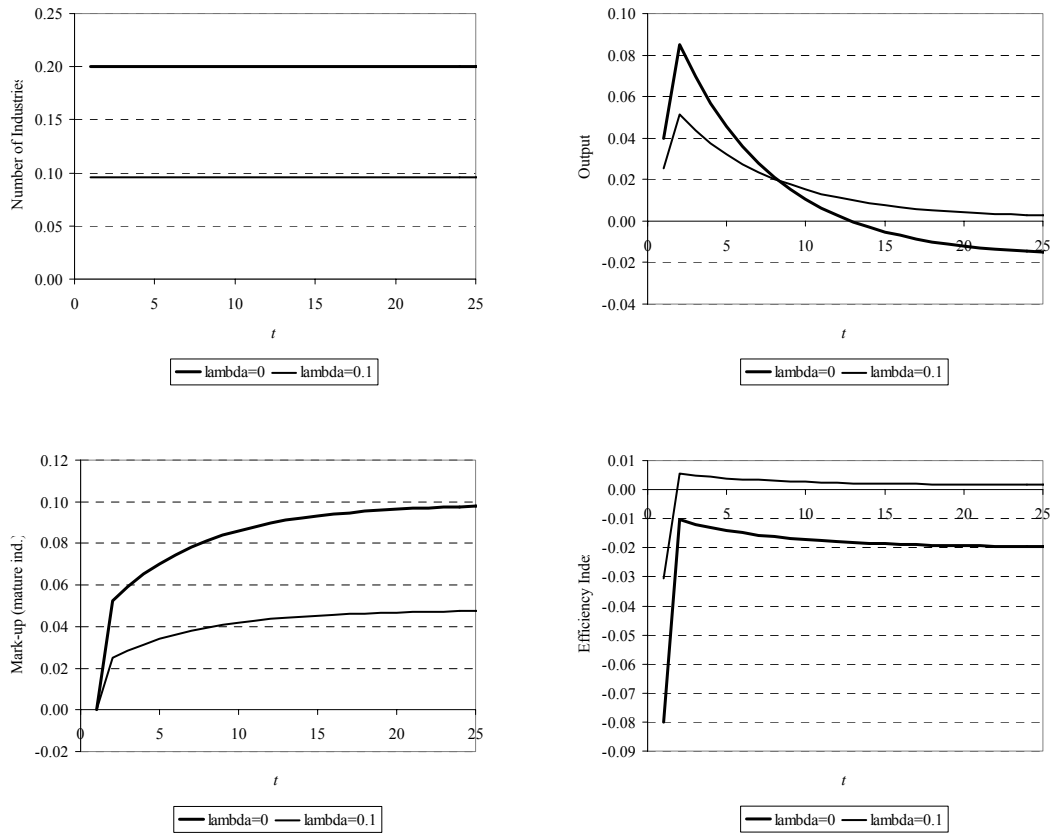 Number of Industries
0.25
0.20
0.15
0.10
0.05
0.00
0 5 10 15 20 25
t
lambda=0 lambda=0.1
Output
0.10
0.08
0.06
0.04
0.02
0.00
-0.02
-0.04
0 5 10 15 20 25
t
lambda=0 lambda=0.1
Mark-up (mature ind.)
0.12
0.10
0.08
0.06
0.04
0.02
0.00
-0.02
0 5 10 15 20 25
t
lambda=0 lambda=0.1
Efficiency Inde
0.01
0.00
-0.01
-0.02
-0.03
-0.04
-0.05
-0.06
-0.07
-0.08
-0.09
0 5 10 15 20 25
t
lambda=0 lambda=0.1